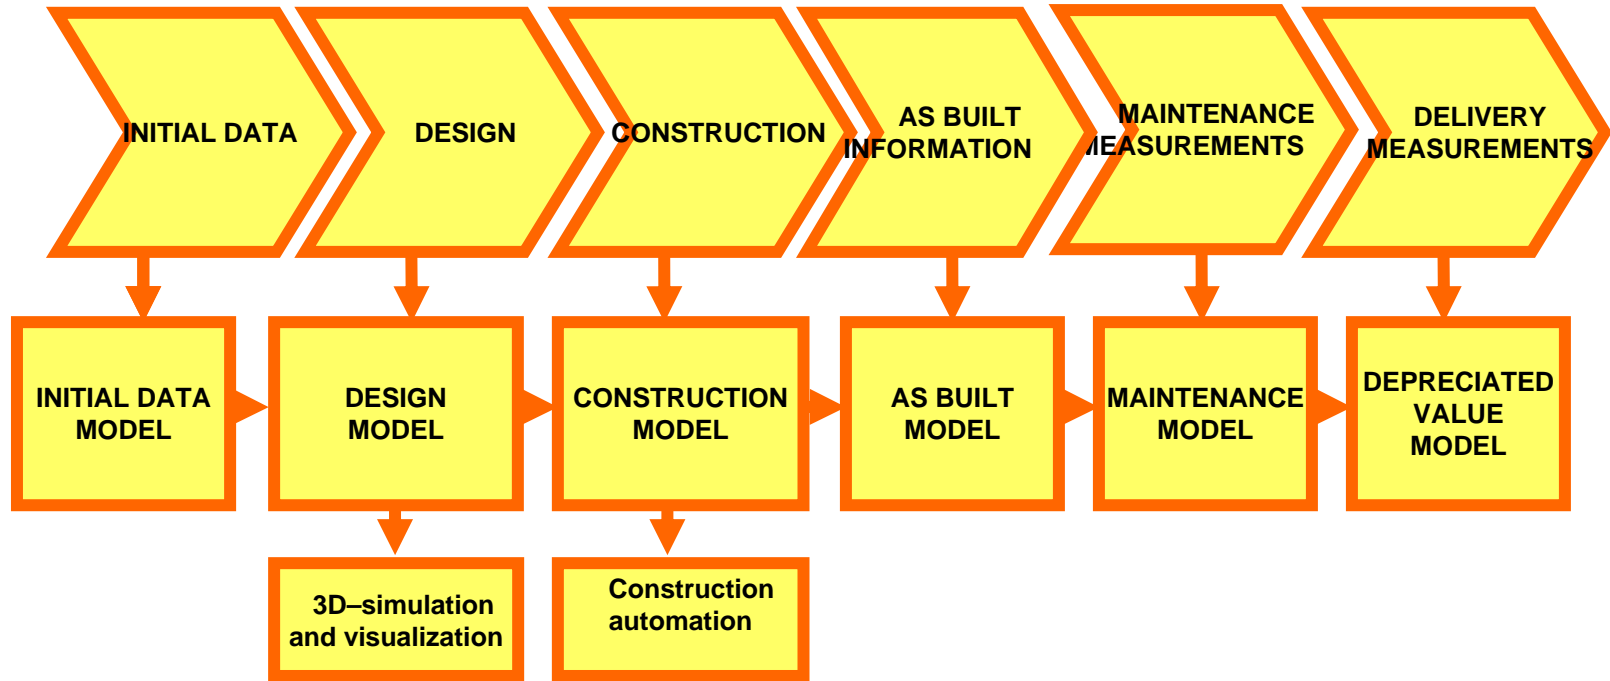 INITIAL DATA
DESIGN
CONSTRUCTION
AS BUILT
INFORMATION
MAINTENANCE
MEASUREMENTS
DELIVERY
MEASUREMENTS
INITIAL DATA
MODEL
DESIGN
MODEL
CONSTRUCTION
MODEL
AS BUILT
MODEL
MAINTENANCE
MODEL
DEPRECIATED
VALUE
MODEL
3D–simulation
and visualization
Construction
automation